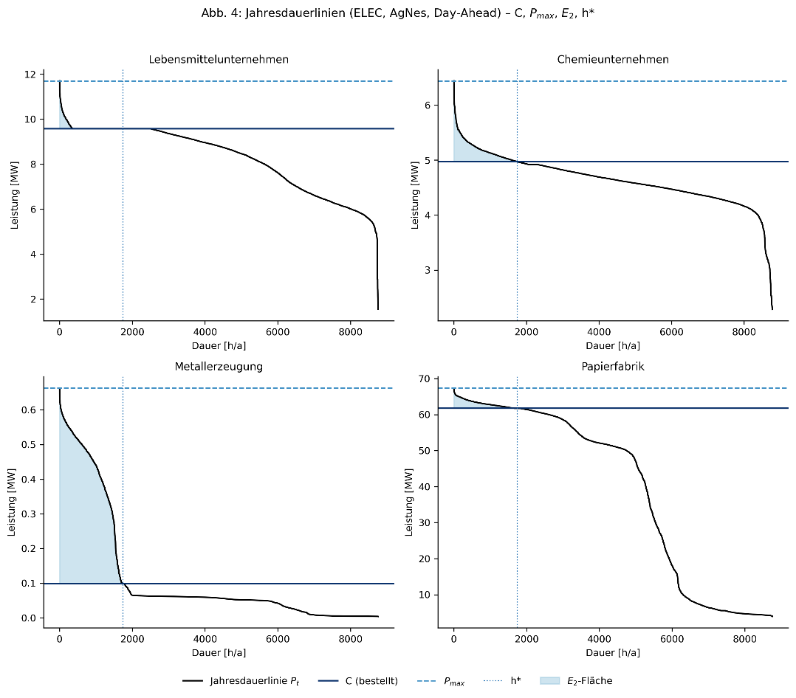 Abb. 4: Jahresdauerlinien (ELEC, AgNes, Day-Ahead) – C, Pmax, E2, h*
Lebensmittelunternehmen
12
10
8
6
4
2
Leistung [MW]
0 2000 4000 6000 8000
Dauer [h/a]
Chemieunternehmen
6
5
4
3
Leistung [MW]
0 2000 4000 6000 8000
Dauer [h/a]
Metallerzeugung
0.6
0.5
0.4
0.3
0.2
0.1
0.0
Leistung [MW]
0 2000 4000 6000 8000
Dauer [h/a]
Papierfabrik
70
60
50
40
30
20
10
Leistung [MW]
0 2000 4000 6000 8000
Dauer [h/a]
Jahresdauerlinie Pt C (bestellt) Pmax h* E2-Fläche